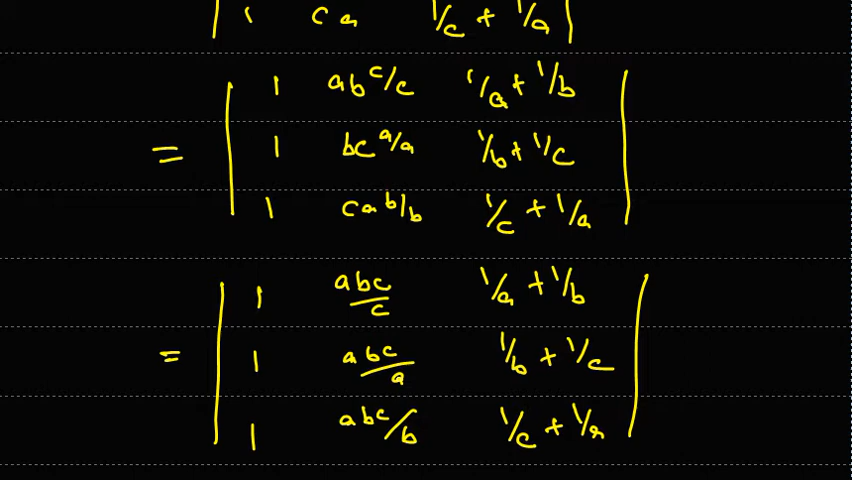 | 1 ca 1/c + 1/a |
| 1 ab c/c 1/a + 1/b |
= | 1 bc a/a 1/b + 1/c |
| 1 ca b/b 1/c + 1/a |
| 1 abc/c 1/a + 1/b |
= | 1 abc/a 1/b + 1/c |
| 1 abc/b 1/c + 1/a |